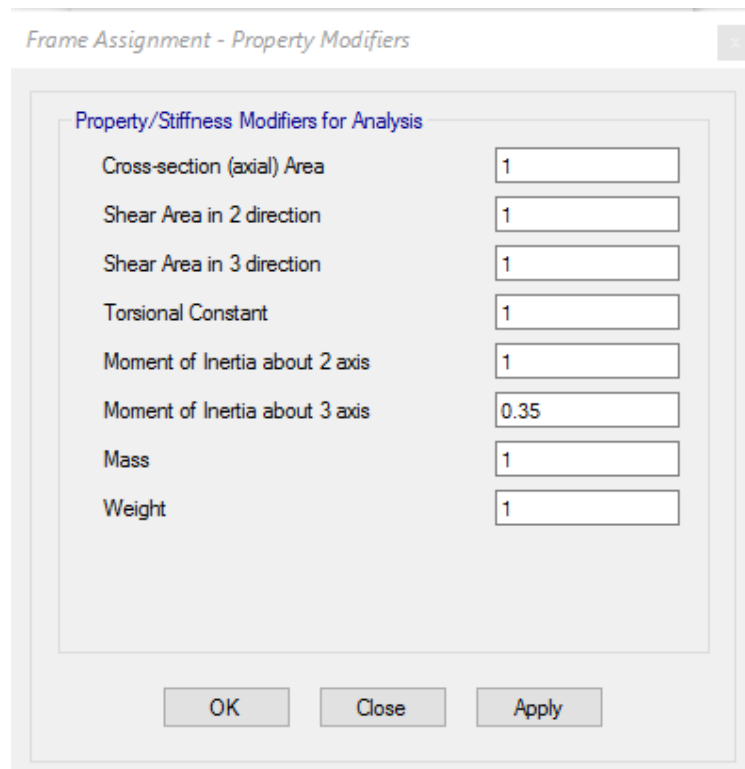 Frame Assignment - Property Modifiers
x
Property/Stiffness Modifiers for Analysis
Cross-section (axial) Area 1
Shear Area in 2 direction 1
Shear Area in 3 direction 1
Torsional Constant 1
Moment of Inertia about 2 axis 1
Moment of Inertia about 3 axis 0.35
Mass 1
Weight 1
OK Close Apply